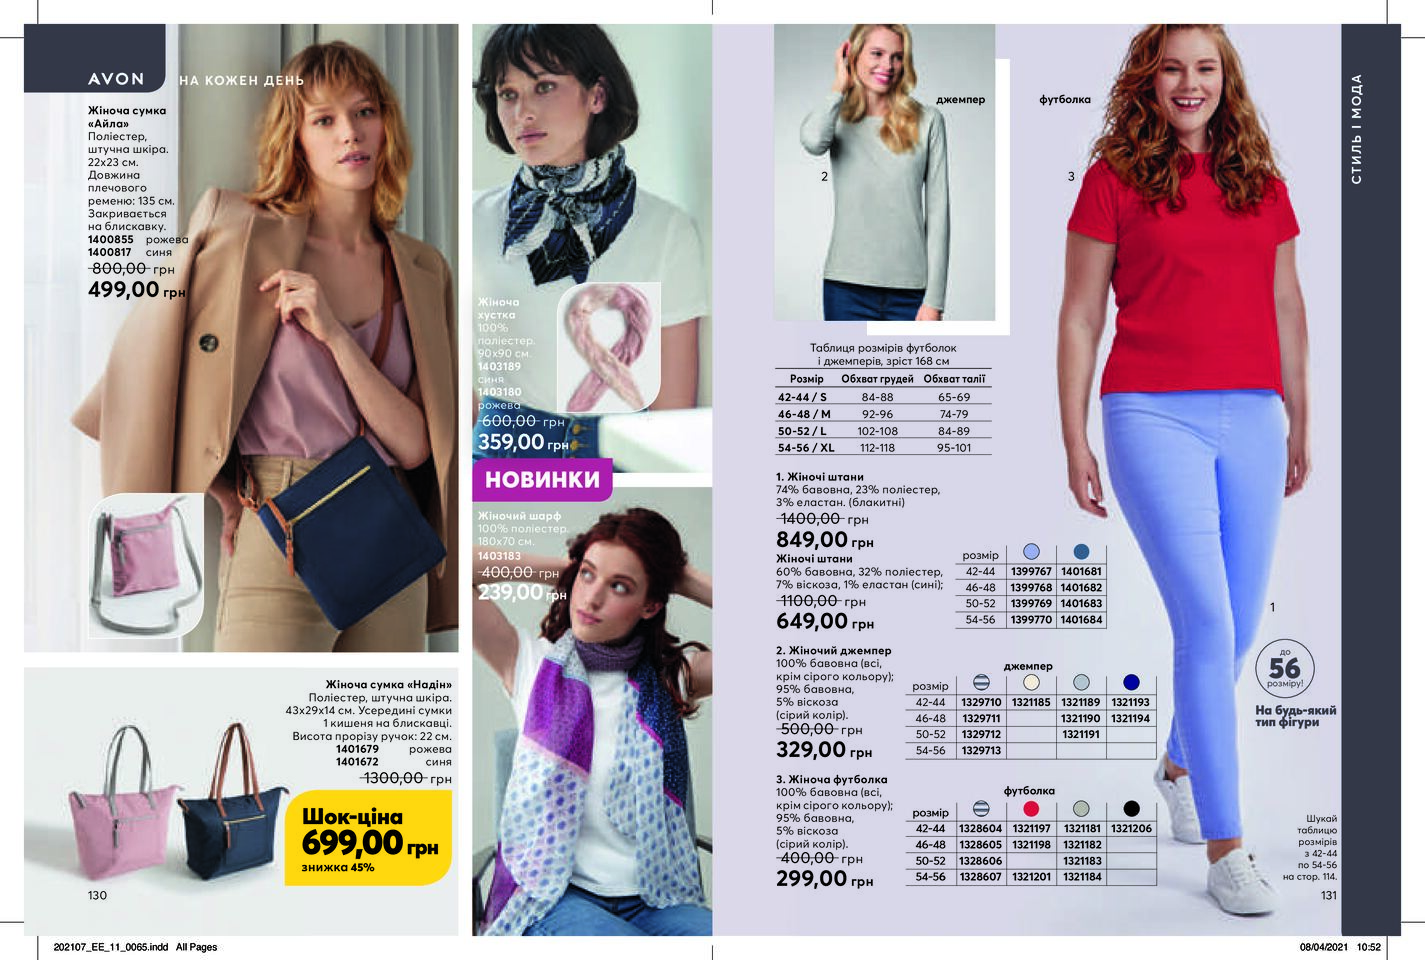 AVON
НА КОЖЕН ДЕНЬ
Жіноча сумка
«Айла»
Поліестер,
штучна шкіра.
22х23 см.
Довжина
плечового
ременю: 135 см.
Закривається
на блискавку.
1400855 рожева
1400817 синя
800,00 грн
499,00 грн
Жіноча сумка «Надін»
Поліестер, штучна шкіра.
43х29х14 см. Усередині сумки
1 кишеня на блискавці.
Висота прорізу ручок: 22 см.
1401679 рожева
1401672 синя
1300,00 грн
Шок-ціна
699,00 грн
знижка 45%
130
Жіноча
хустка
100%
поліестер.
90х90 см.
1403189
синя
1403180
рожева
600,00 грн
359,00 грн
НОВИНКИ
Жіночий шарф
100% поліестер.
180х70 см.
1403183
400,00 грн
239,00 грн
джемпер
2
футболка
3
СТИЛЬ І МОДА
Таблиця розмірів футболок
і джемперів, зріст 168 см
Розмір Обхват грудей Обхват талії
42-44 / S 84-88 65-69
46-48 / M 92-96 74-79
50-52 / L 102-108 84-89
54-56 / XL 112-118 95-101
1. Жіночі штани
74% бавовна, 23% поліестер,
3% еластан. (блакитні)
1400,00 грн
849,00 грн
Жіночі штани
60% бавовна, 32% поліестер,
7% віскоза, 1% еластан (сині);
1100,00 грн
649,00 грн
розмір
42-44 1399767 1401681
46-48 1399768 1401682
50-52 1399769 1401683
54-56 1399770 1401684
1
2. Жіночий джемпер
100% бавовна (всі,
крім сірого кольору);
95% бавовна,
5% віскоза
(сірий колір).
500,00 грн
329,00 грн
джемпер
розмір
42-44 1329710 1321185 1321189 1321193
46-48 1329711 1321190 1321194
50-52 1329712 1321191
54-56 1329713
3. Жіноча футболка
100% бавовна (всі,
крім сірого кольору);
95% бавовна,
5% віскоза
(сірий колір).
400,00 грн
299,00 грн
футболка
розмір
42-44 1328604 1321197 1321181 1321206
46-48 1328605 1321198 1321182
50-52 1328606 1321183
54-56 1328607 1321201 1321184
до
56
розміру!
На будь-який
тип фігури
Шукай
таблицю
розмірів
з 42-44
по 54-56
на стор. 114.
131
202107_EE_11_0065.indd All Pages
08/04/2021 10:52